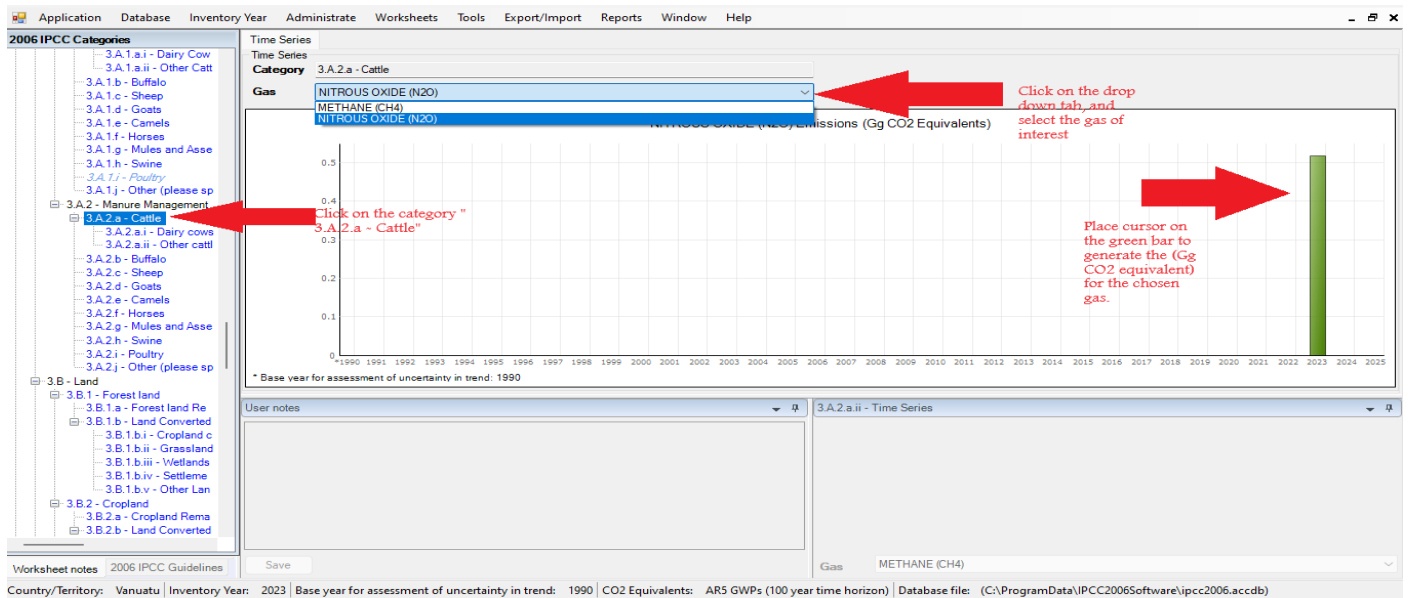 Application Database Inventory Year Administrate Worksheets Tools Export/Import Reports Window Help
2006 IPCC Categories
3.A.1.a.i - Dairy Cow
3.A.1.a.ii - Other Catt
3.A.1.b - Buffalo
3.A.1.c - Sheep
3.A.1.d - Goats
3.A.1.e - Camels
3.A.1.f - Horses
3.A.1.g - Mules and Asse
3.A.1.h - Swine
3.A.1.i - Poultry
3.A.1.j - Other (please sp
3.A.2 - Manure Management
3.A.2.a - Cattle
3.A.2.a.i - Dairy cows
3.A.2.a.ii - Other cattl
3.A.2.b - Buffalo
3.A.2.c - Sheep
3.A.2.d - Goats
3.A.2.e - Camels
3.A.2.f - Horses
3.A.2.g - Mules and Asse
3.A.2.h - Swine
3.A.2.i - Poultry
3.A.2.j - Other (please sp
3.B - Land
3.B.1 - Forest land
3.B.1.a - Forest land Re
3.B.1.b - Land Converted
3.B.1.b.i - Cropland c
3.B.1.b.ii - Grassland
3.B.1.b.iii - Wetlands
3.B.1.b.iv - Settleme
3.B.1.b.v - Other Lan
3.B.2 - Cropland
3.B.2.a - Cropland Rema
3.B.2.b - Land Converted
Worksheet notes 2006 IPCC Guidelines
Time Series
Time Series
Category 3.A.2.a - Cattle
Gas NITROUS OXIDE (N2O)
METHANE (CH4)
NITROUS OXIDE (N2O)
Click on the drop
down tab, and
select the gas of
interest
NITROUS OXIDE (N2O) Emissions (Gg CO2 Equivalents)
0.5
0.4
0.3
0.2
0.1
0
Click on the category "
3.A.2.a - Cattle"
Place cursor on
the green bar to
generate the (Gg
CO2 equivalent)
for the chosen
gas.
*1990 1991 1992 1993 1994 1995 1996 1997 1998 1999 2000 2001 2002 2003 2004 2005 2006 2007 2008 2009 2010 2011 2012 2013 2014 2015 2016 2017 2018 2019 2020 2021 2022 2023 2024 2025
* Base year for assessment of uncertainty in trend: 1990
User notes
Save
3.A.2.a.ii - Time Series
Gas METHANE (CH4)
Country/Territory: Vanuatu Inventory Year: 2023 Base year for assessment of uncertainty in trend: 1990 CO2 Equivalents: AR5 GWPs (100 year time horizon) Database file: (C:\ProgramData\IPCC2006Software\ipcc2006.accdb)